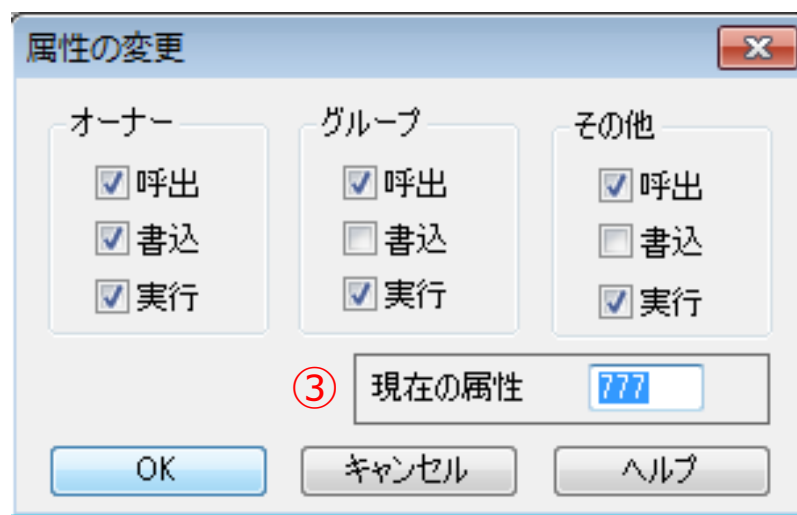 属性の変更
オーナー グループ その他
呼出 呼出 呼出
書込 書込 書込
実行 実行 実行
③ 現在の属性 777
OK キャンセル ヘルプ